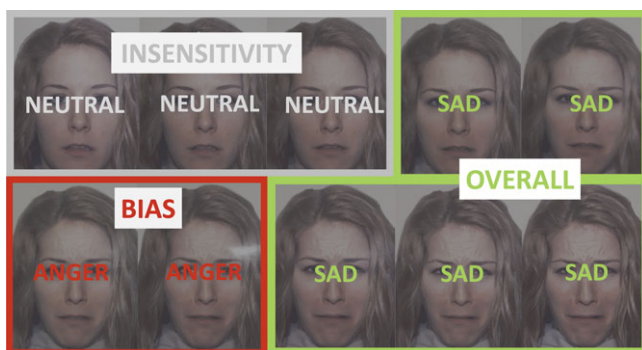 INSENSITIVITY
NEUTRAL NEUTRAL NEUTRAL
SAD SAD
OVERALL
BIAS
ANGER ANGER
SAD SAD SAD